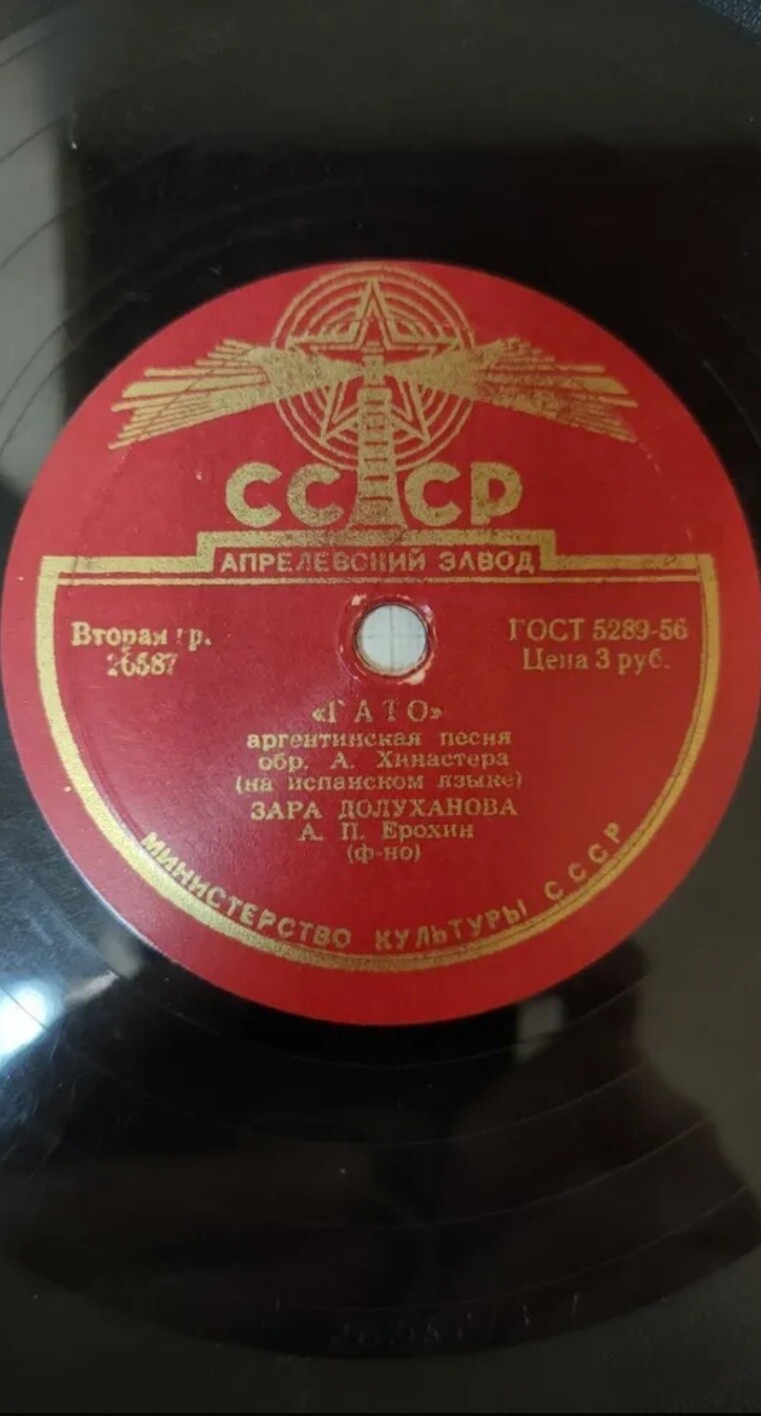 СССР
АПРЕЛЕВСКИЙ ЗАВОД
Вторая гр.
26587
ГОСТ 5289-56
Цена 3 руб.
«ГАТО»
аргентинская песня
обр. А. Хинастера
(на испанском языке)
ЗАРА ДОЛУХАНОВА
А. П. Ерохин
(ф-но)
МИНИСТЕРСТВО КУЛЬТУРЫ СССР